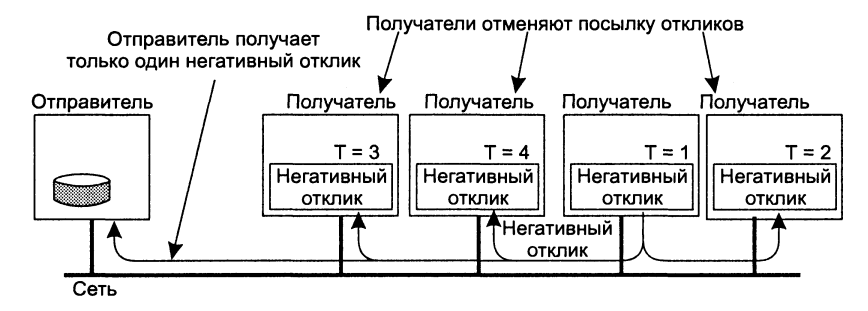 Отправитель получает
только один негативный отклик
Получатели отменяют посылку откликов
Отправитель
Получатель
Получатель
Получатель
Получатель
T = 3
T = 4
T = 1
T = 2
Негативный
отклик
Негативный
отклик
Негативный
отклик
Негативный
отклик
Негативный
отклик
Сеть